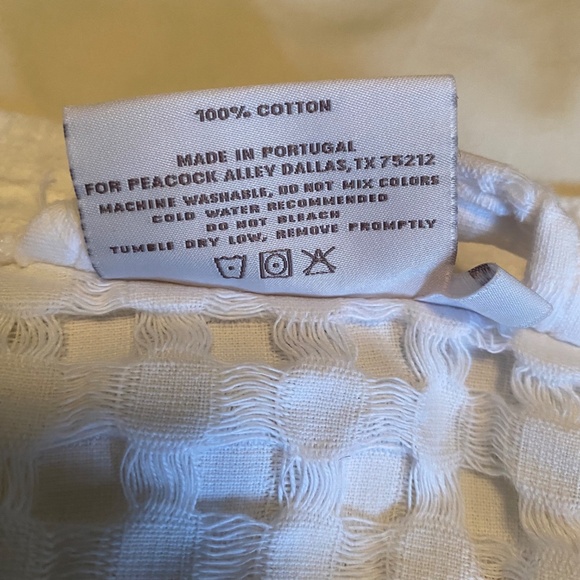 100% COTTON
MADE IN PORTUGAL
FOR PEACOCK ALLEY DALLAS, TX 75212
MACHINE WASHABLE, DO NOT MIX COLORS
COLD WATER RECOMMENDED
DO NOT BLEACH
TUMBLE DRY LOW, REMOVE PROMPTLY